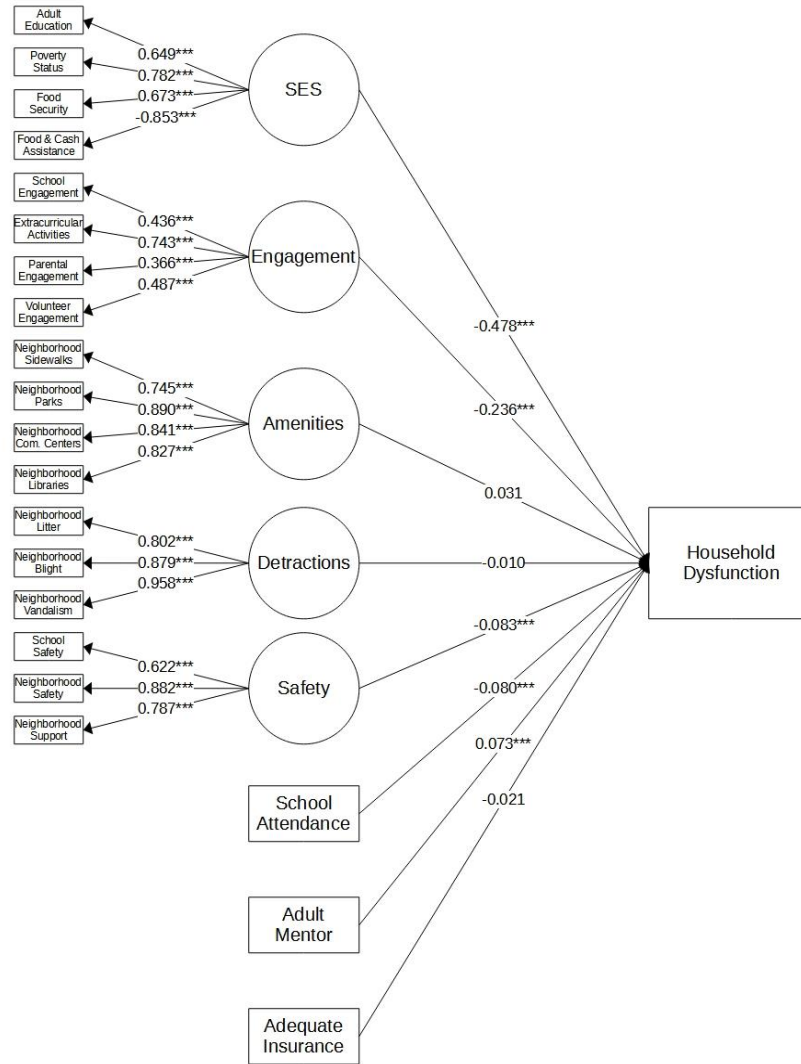 Adult
Education
0.649***
Poverty
Status
0.782***
SES
Food
Security
0.673***
Food & Cash
Assistance
-0.853***
School
Engagement
0.436***
Extracurricular
Activities
0.743***
Engagement
Parental
Engagement
0.366***
Volunteer
Engagement
0.487***
-0.478***
Neighborhood
Sidewalks
0.745***
Neighborhood
Parks
0.890***
Amenities
-0.236***
Neighborhood
Com. Centers
0.841***
Neighborhood
Libraries
0.827***
0.031
Neighborhood
Litter
0.802***
Neighborhood
Blight
0.879***
Detractions
-0.010
Household
Dysfunction
Neighborhood
Vandalism
0.958***
School
Safety
0.622***
-0.083***
Neighborhood
Safety
0.882***
Safety
-0.080***
Neighborhood
Support
0.787***
0.073***
School
Attendance
-0.021
Adult
Mentor
Adequate
Insurance